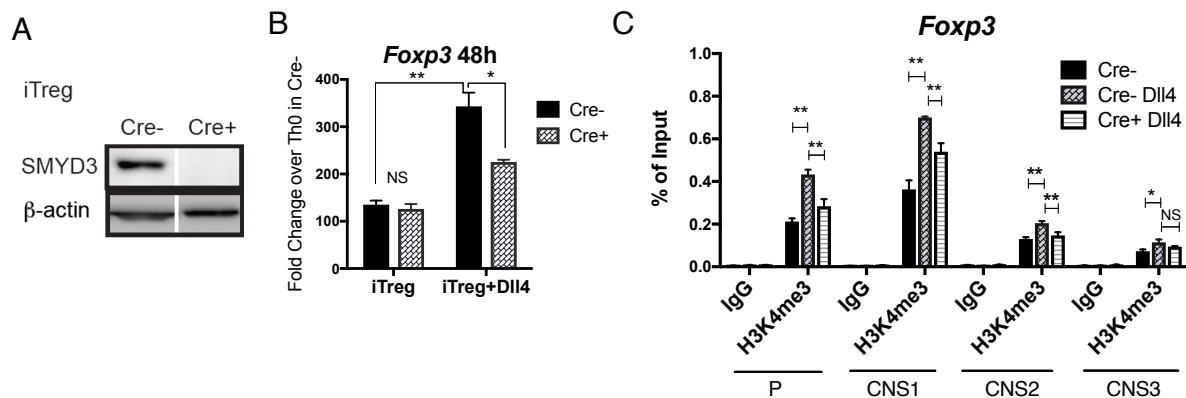 A
iTreg
Cre- Cre+
SMYD3
β-actin
B
Foxp3 48h
Fold Change over Th0 in Cre-
400
300
200
100
0
** *
NS
iTreg iTreg+Dll4
Cre-
Cre+
C
Foxp3
% of Input
1.0
0.8
0.6
0.4
0.2
0.0
** ** ** ** ** ** * NS
Cre-
Cre- Dll4
Cre+ Dll4
IgG H3K4me3 IgG H3K4me3 IgG H3K4me3 IgG H3K4me3
P CNS1 CNS2 CNS3